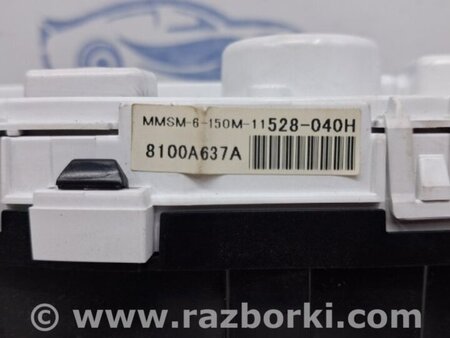 MMSM-6-150M-11528-040H
8100A637A
© www.razborki.com